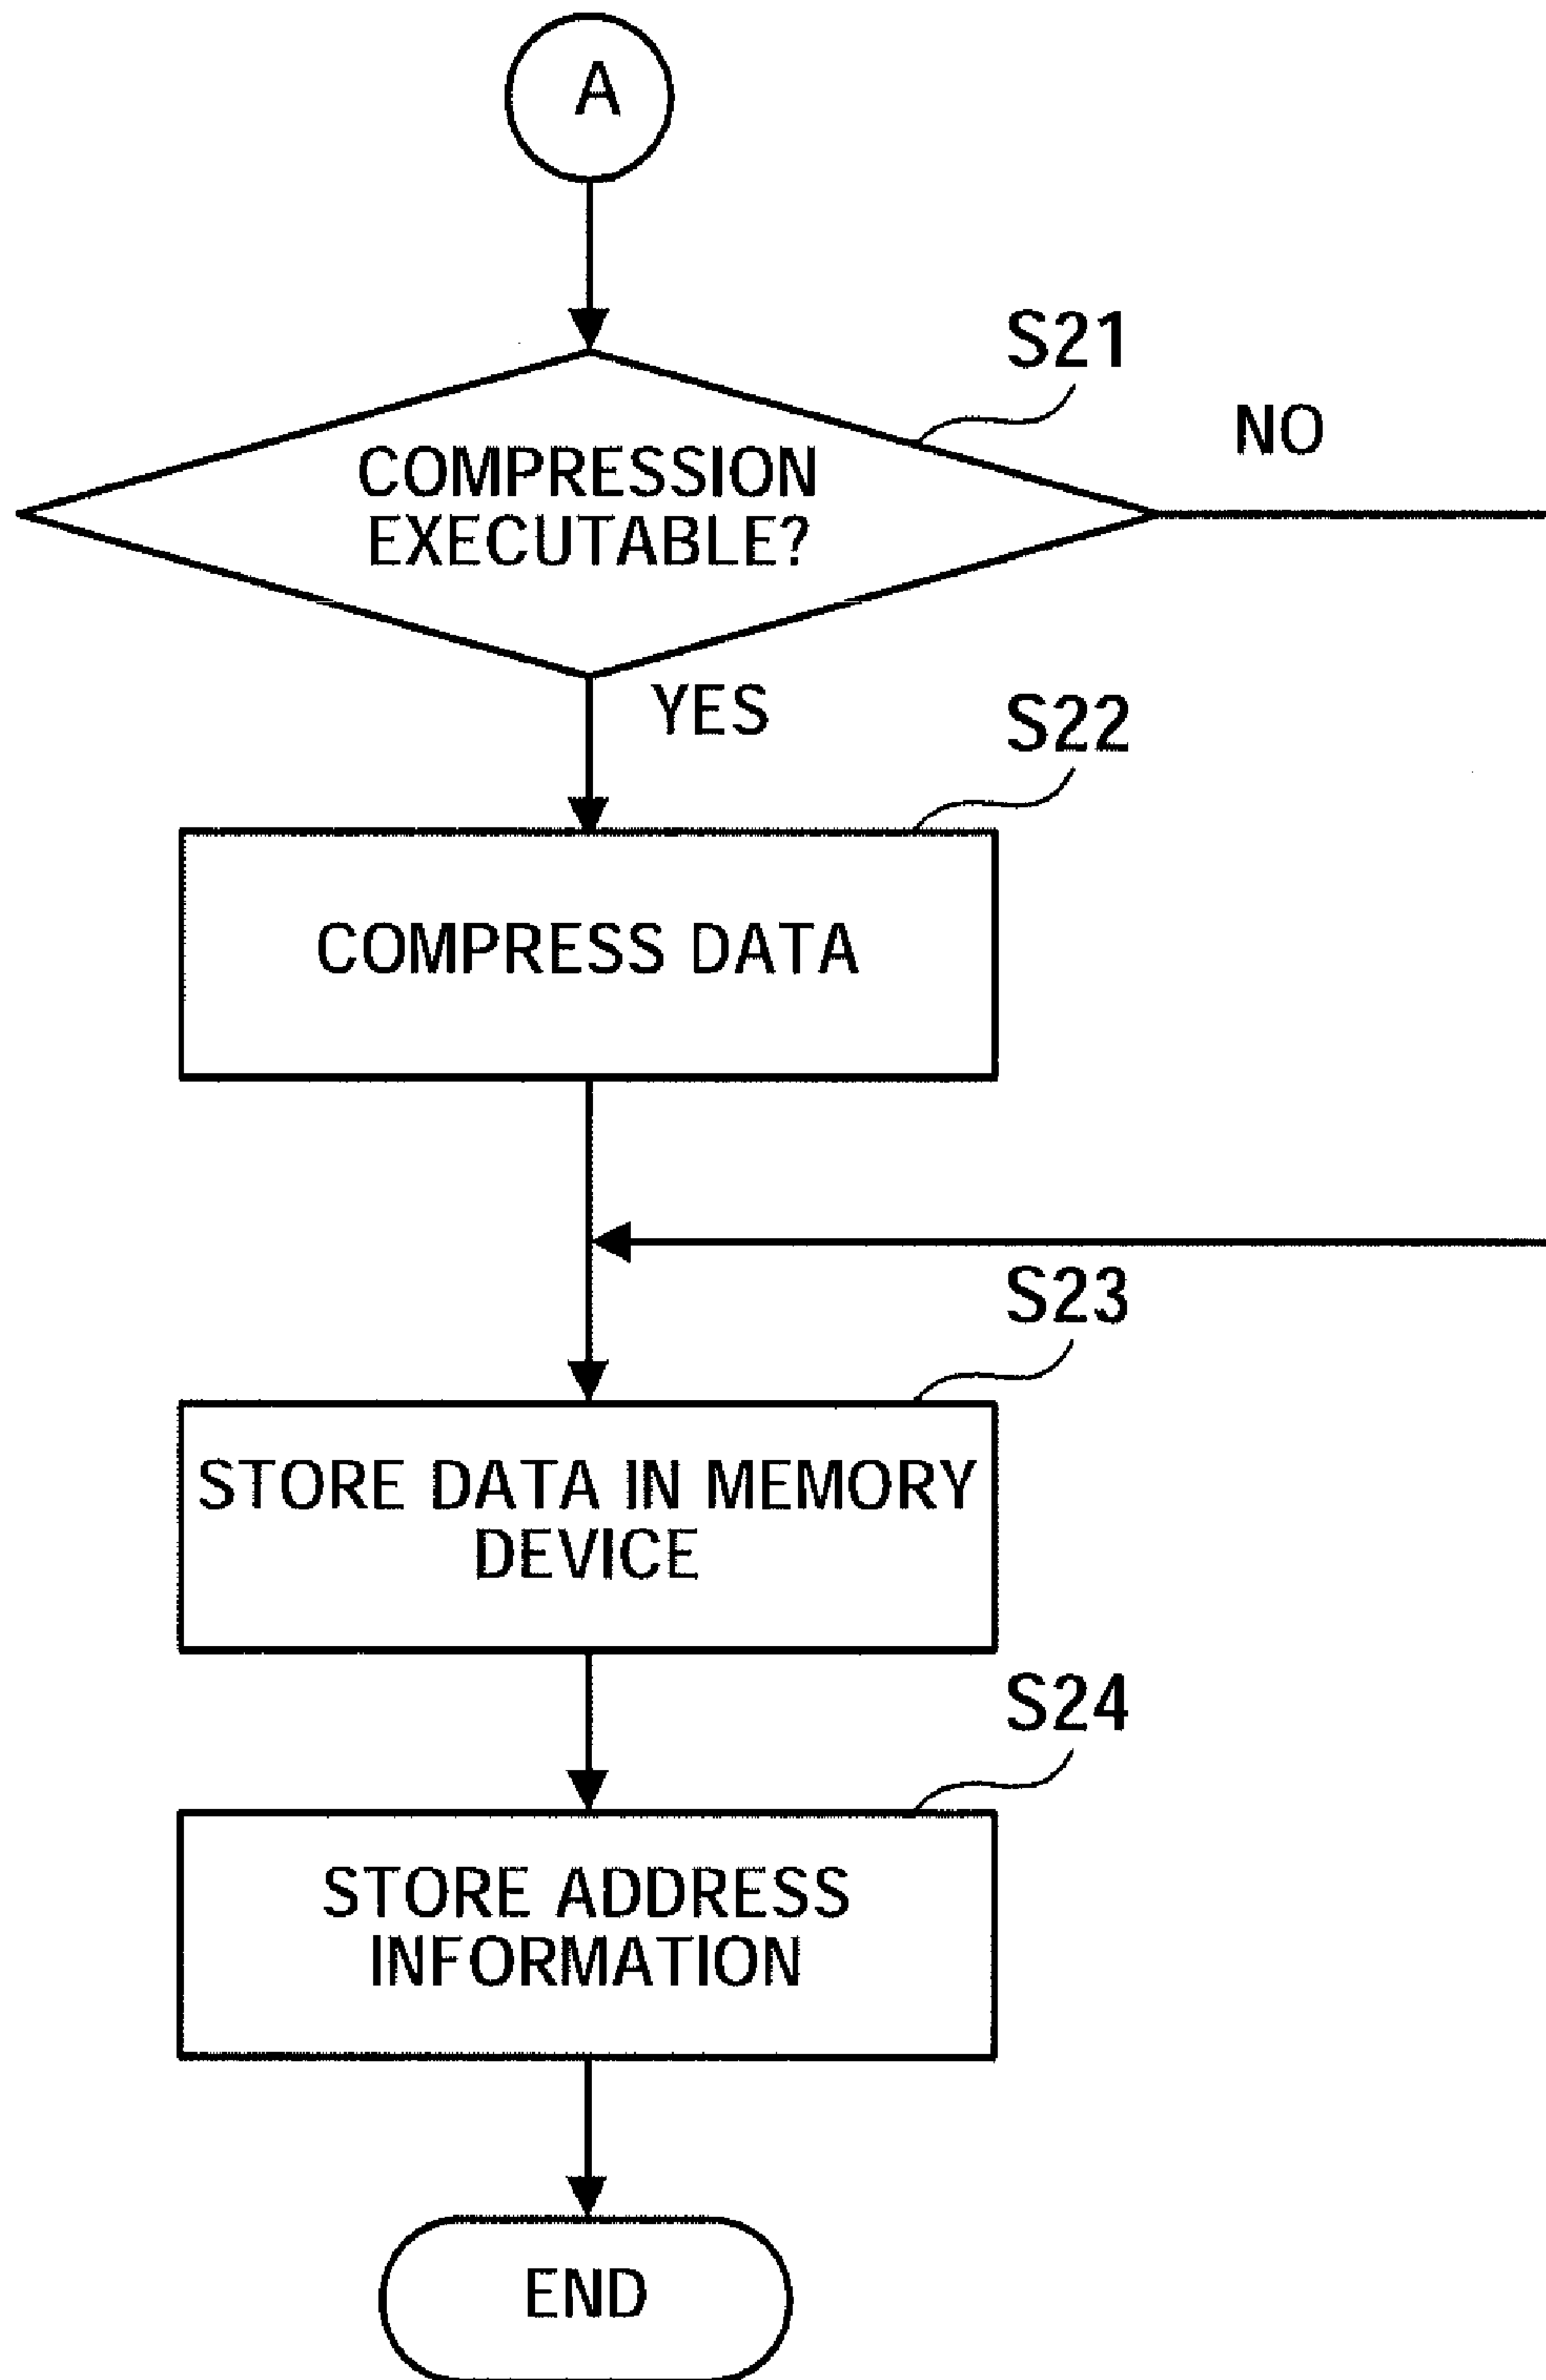 A
S21
NO
COMPRESSION
EXECUTABLE?
YES
S22
COMPRESS DATA
S23
STORE DATA IN MEMORY
DEVICE
S24
STORE ADDRESS
INFORMATION
END